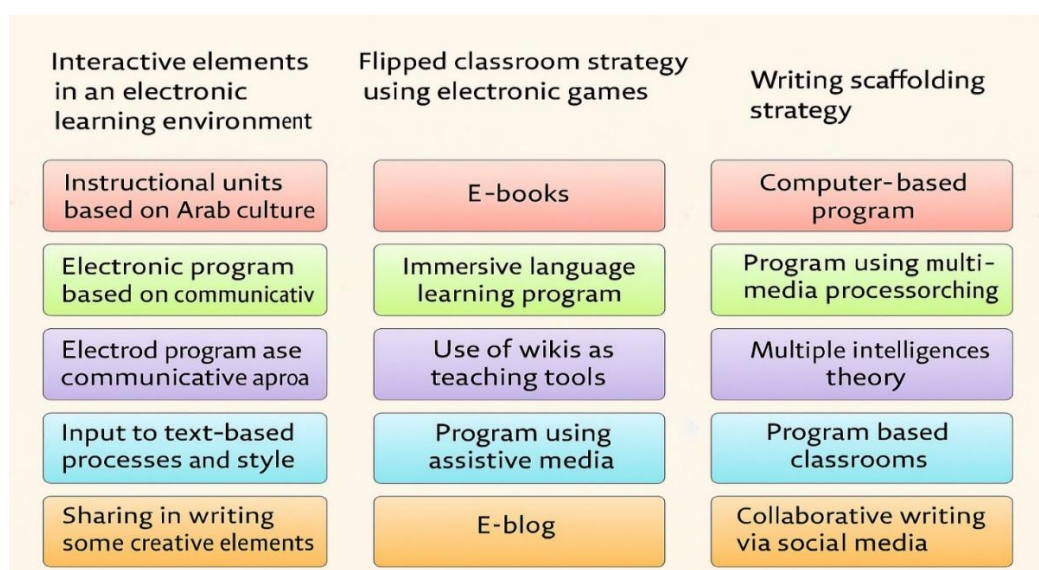 Interactive elements
in an electronic
learning environment
Flipped classroom strategy
using electronic games
Writing scaffolding
strategy
Instructional units
based on Arab culture
E-books
Computer-based
program
Electronic program
based on communicativ
Immersive language
learning program
Program using multi-
media processorching
Electrod program ase
communicative aproa
Use of wikis as
teaching tools
Multiple intelligences
theory
Input to text-based
processes and style
Program using
assistive media
Program based
classrooms
Sharing in writing
some creative elements
E-blog
Collaborative writing
via social media